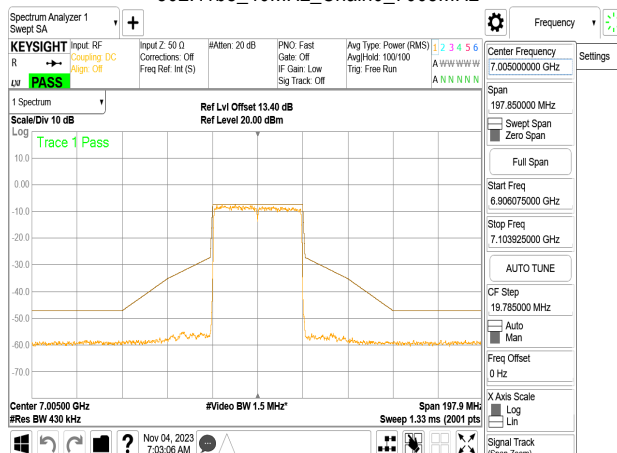 Spectrum Analyzer 1
Swept SA
Frequency
KEYSIGHT
R
LXI
PASS
Input: RF
Coupling: DC
Align: Off
Input Z: 50 Ω
Corrections: Off
Freq Ref: Int (S)
#Atten: 20 dB
PNO: Fast
Gate: Off
IF Gain: Low
Sig Track: Off
Avg Type: Power (RMS)
Avg|Hold: 100/100
Trig: Free Run
1 2 3 4 5 6
A W W W W W
A N N N N N
1 Spectrum
Scale/Div 10 dB
Ref Lvl Offset 13.40 dB
Ref Level 20.00 dBm
Log
Trace 1 Pass
10.0
0.00
-10.0
-20.0
-30.0
-40.0
-50.0
-60.0
-70.0
Center 7.00500 GHz
#Res BW 430 kHz
#Video BW 1.5 MHz*
Span 197.9 MHz
Sweep 1.33 ms (2001 pts)
Nov 04, 2023
7:03:06 AM
Center Frequency
7.005000000 GHz
Settings
Span
197.850000 MHz
Swept Span
Zero Span
Full Span
Start Freq
6.906075000 GHz
Stop Freq
7.103925000 GHz
AUTO TUNE
CF Step
19.785000 MHz
Auto
Man
Freq Offset
0 Hz
X Axis Scale
Log
Lin
Signal Track